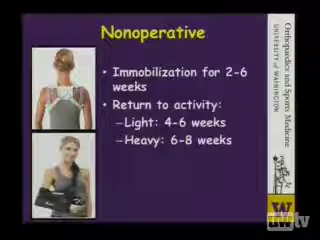 Nonoperative
• Immobilization for 2-6
weeks
• Return to activity:
–Light: 4-6 weeks
–Heavy: 6-8 weeks
Orthopaedics and Sports Medicine
UNIVERSITY of WASHINGTON
W
uwtv